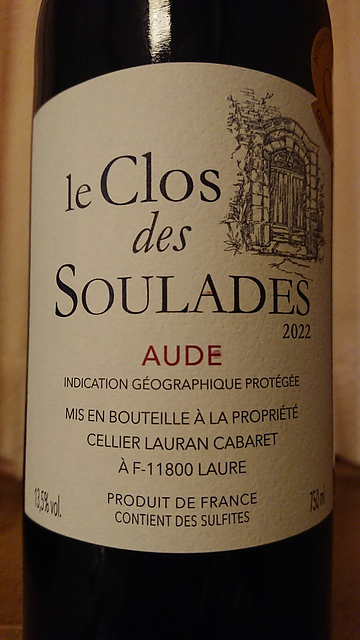 le Clos
des
SOULADES
2022
AUDE
INDICATION GÉOGRAPHIQUE PROTÉGÉE
MIS EN BOUTEILLE À LA PROPRIÉTÉ
CELLIER LAURAN CABARET
À F-11800 LAURE
13,5% vol.
PRODUIT DE FRANCE
750 ml
CONTIENT DES SULFITES